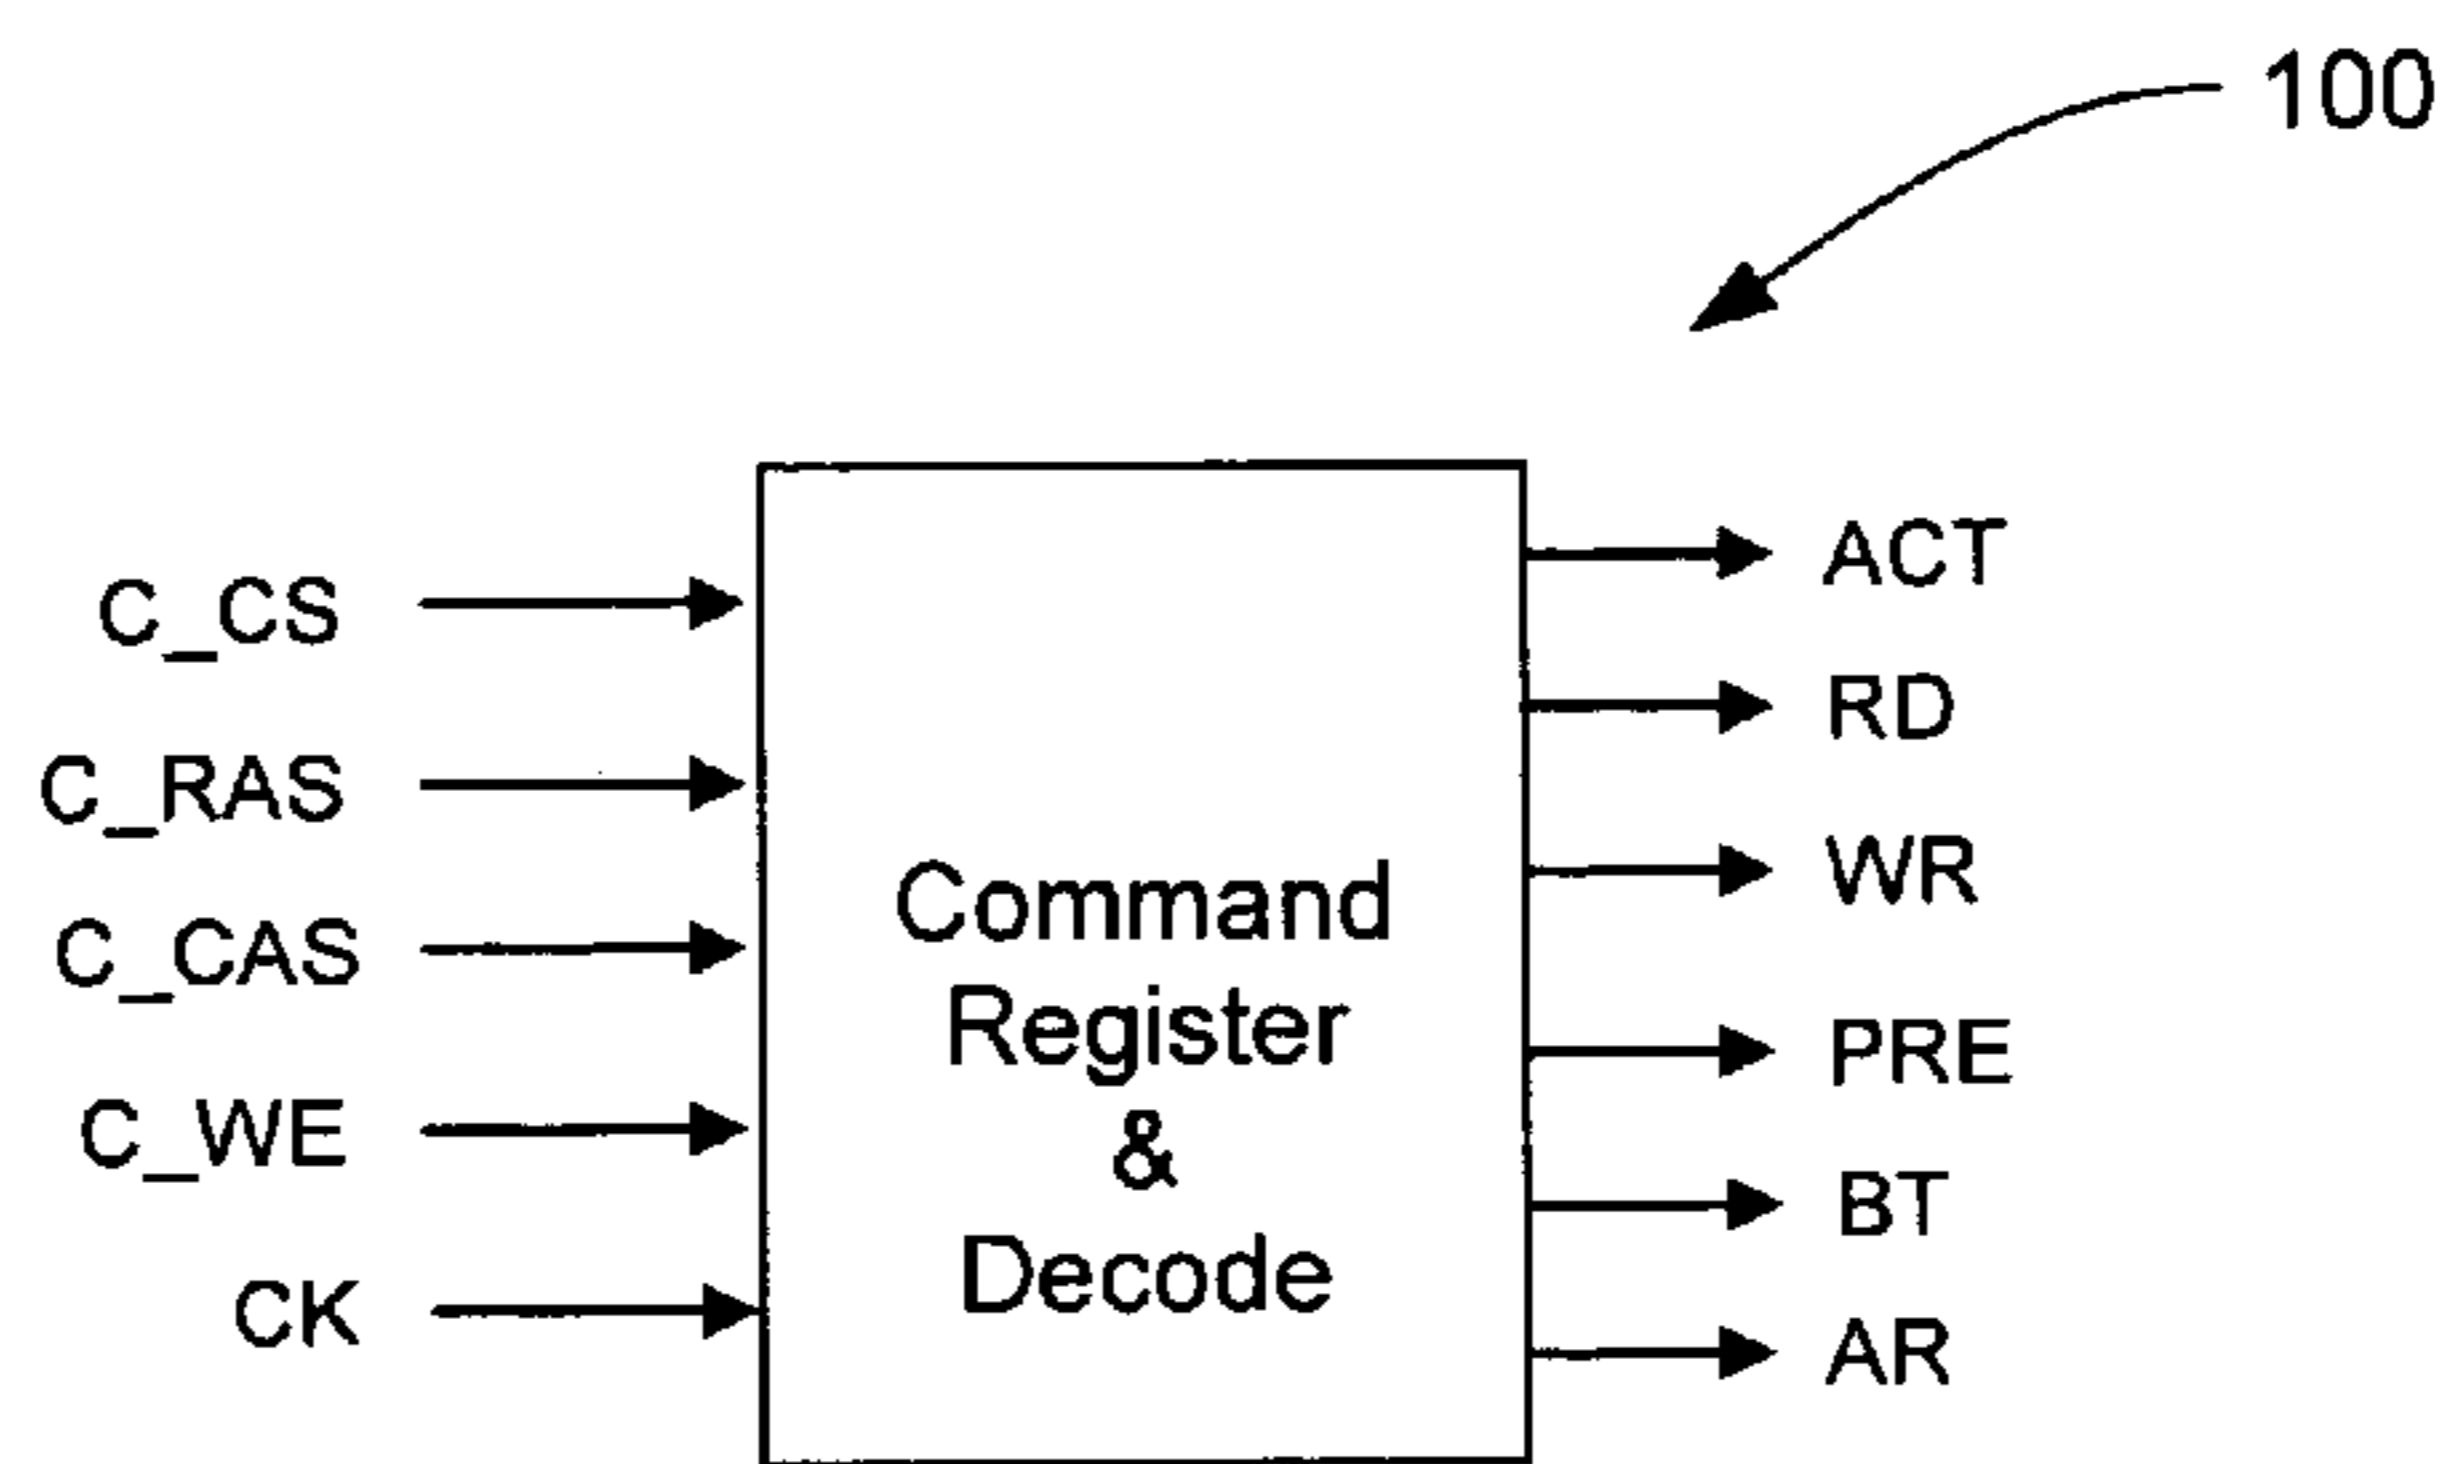 100
C_CS
C_RAS
C_CAS
C_WE
CK
Command
Register
&
Decode
ACT
RD
WR
PRE
BT
AR